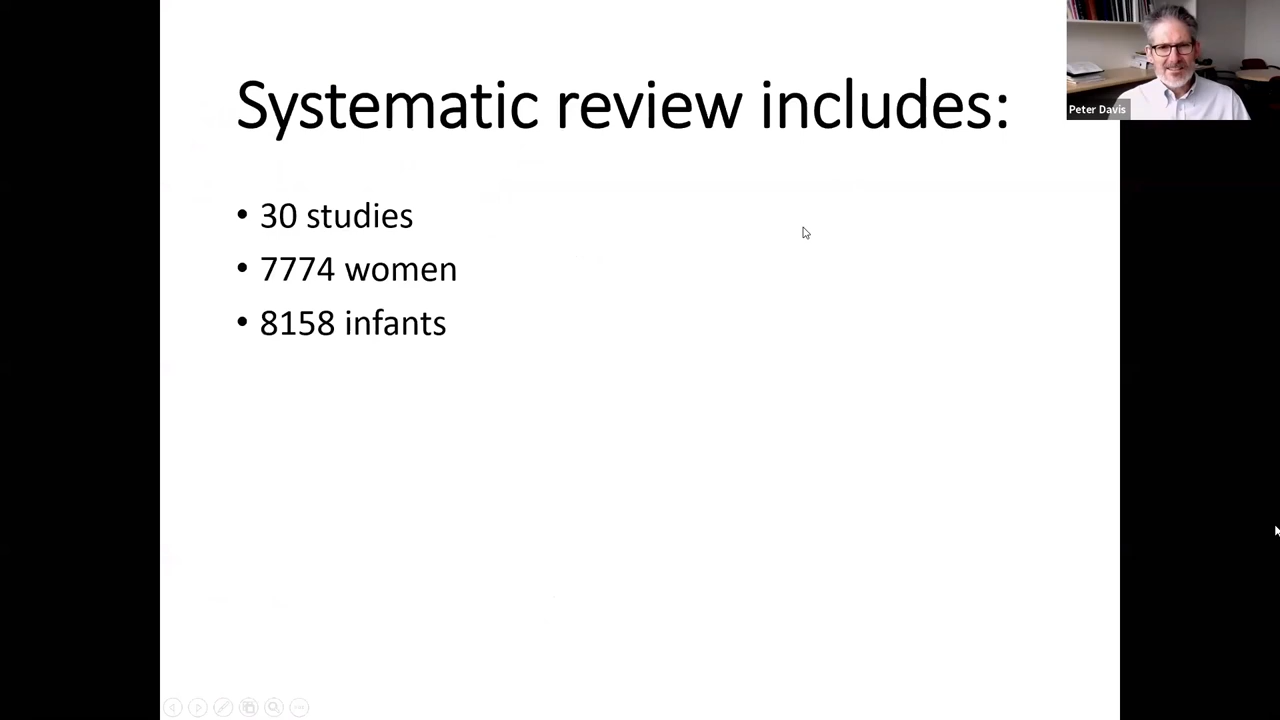 Systematic review includes:
• 30 studies
• 7774 women
• 8158 infants
Peter Davis